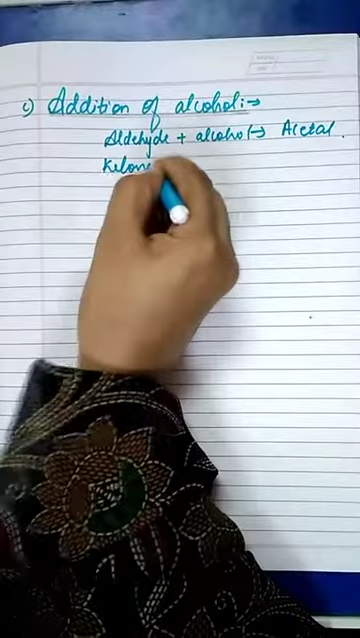 c) Addition of alcohol :→
Aldehyde + alcohol → Acetal.
Ketone